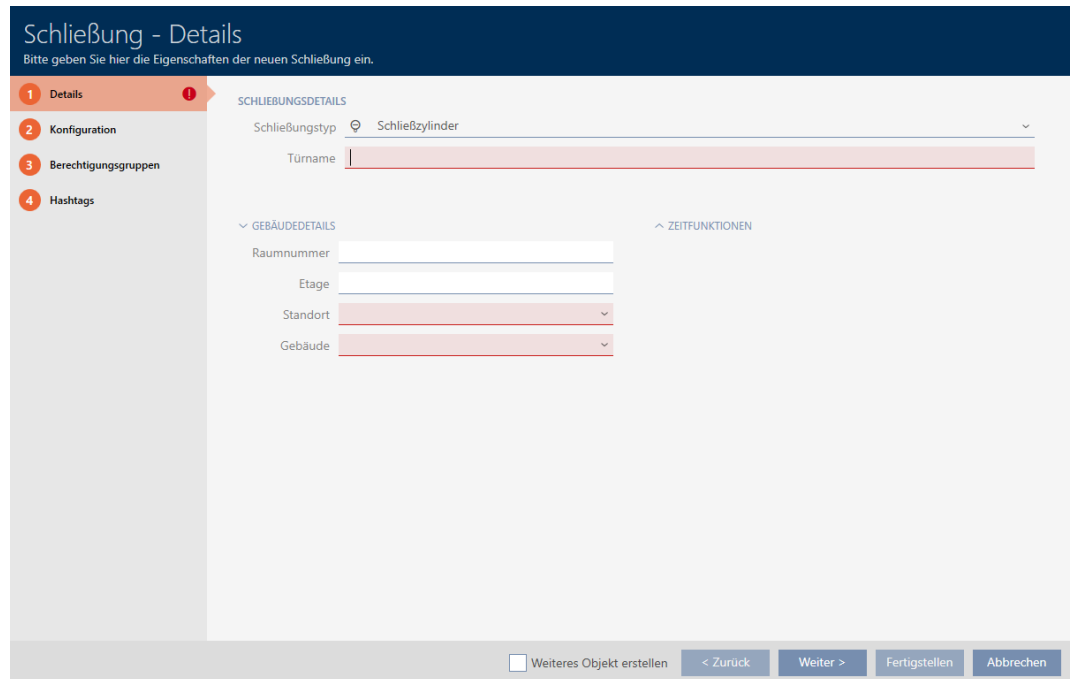 Schließung - Details
Bitte geben Sie hier die Eigenschaften der neuen Schließung ein.
1 Details !
2 Konfiguration
3 Berechtigungsgruppen
4 Hashtags
SCHLIEßUNGSDETAILS
Schließungstyp Schließzylinder
Türname
GEBÄUDEDETAILS ZEITFUNKTIONEN
Raumnummer
Etage
Standort
Gebäude
Weiteres Objekt erstellen < Zurück Weiter > Fertigstellen Abbrechen